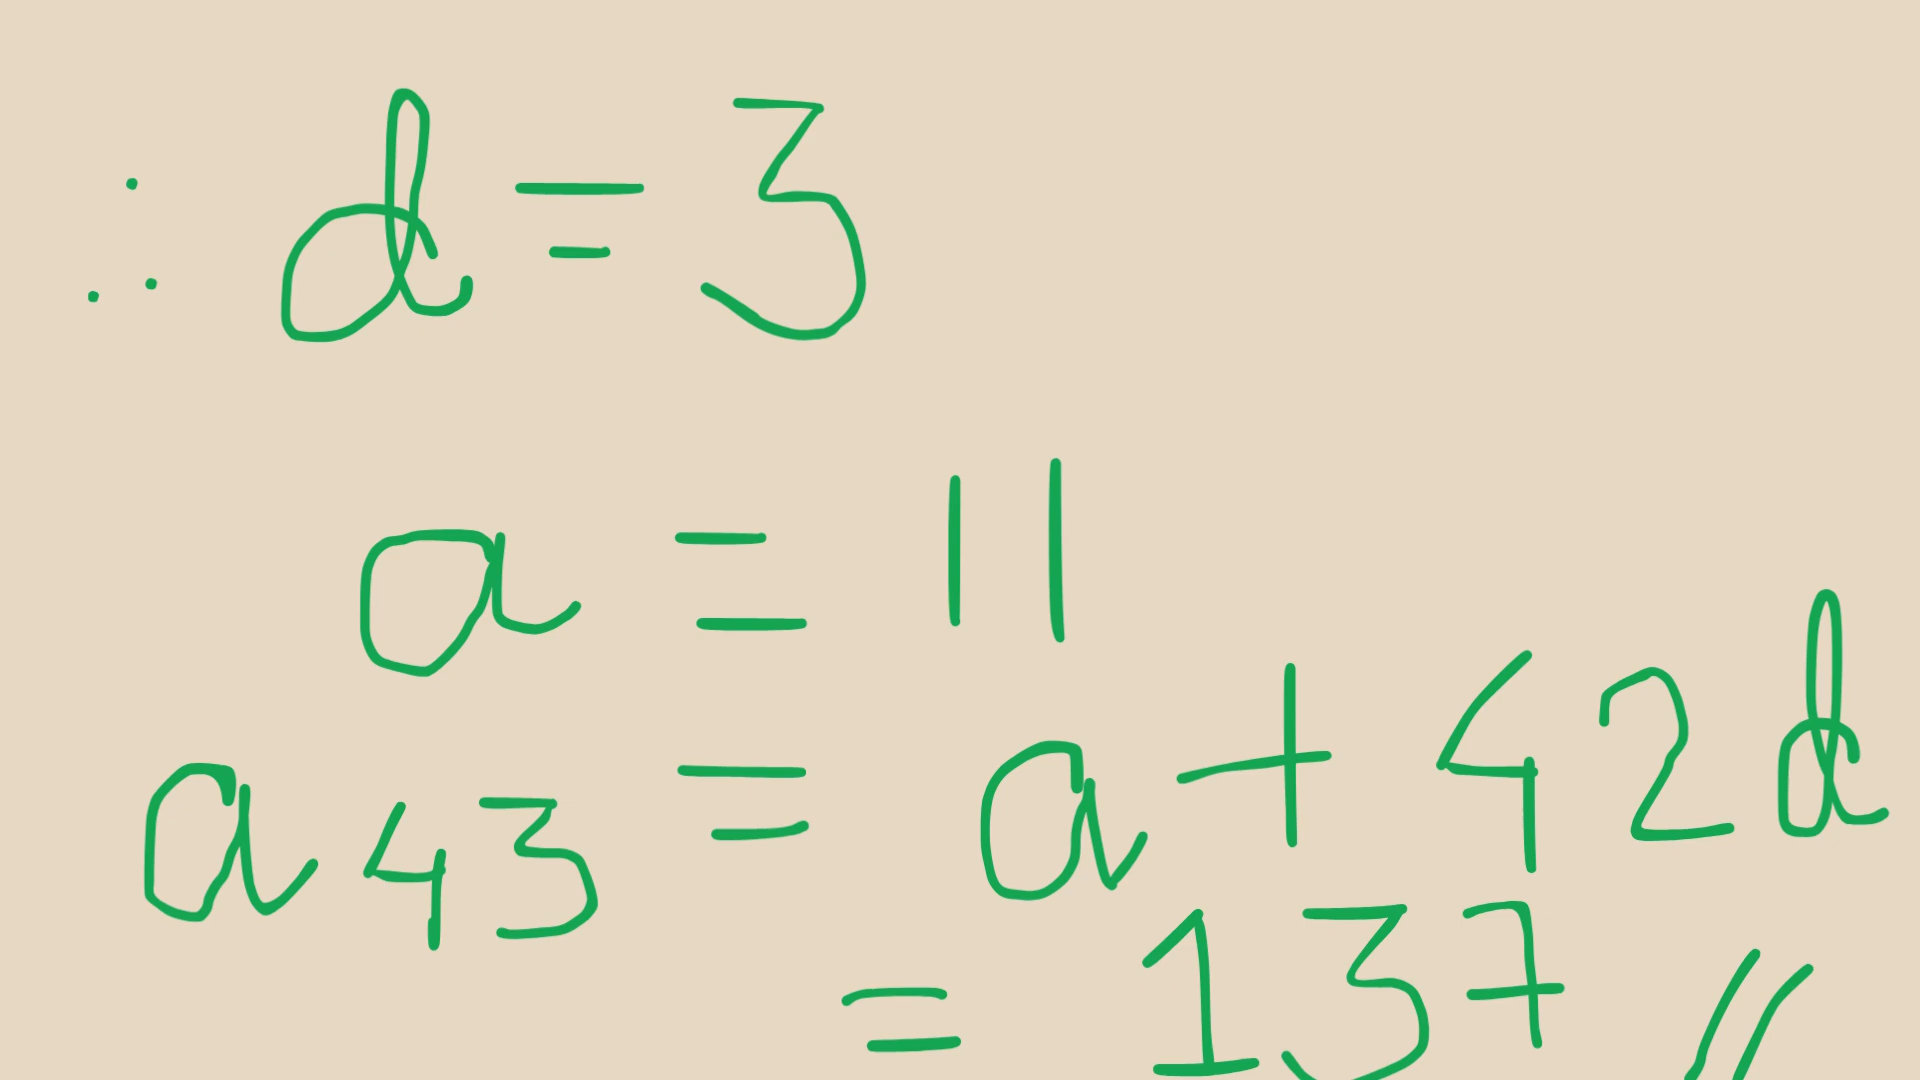 ∴ d = 3
a = 11
a₄₃ = a + 42d
= 137 //